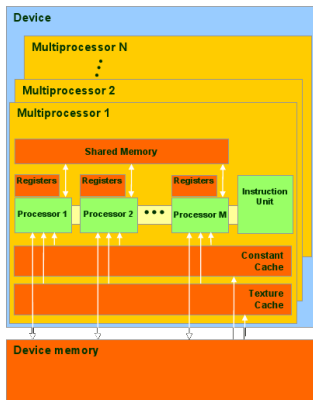 Device
Multiprocessor N
Multiprocessor 2
Multiprocessor 1
Shared Memory
Registers
Registers
Registers
Processor 1
Processor 2
Processor M
Instruction
Unit
Constant
Cache
Texture
Cache
Device memory